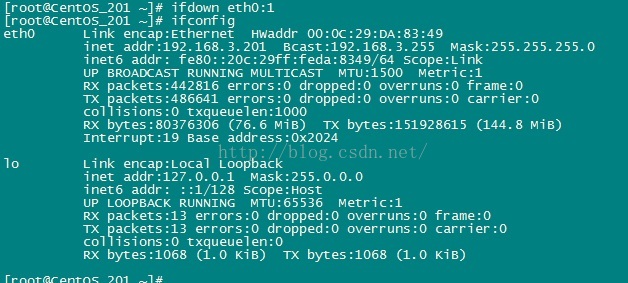 [root@CentOS_201 ~]# ifdown eth0:1
[root@CentOS_201 ~]# ifconfig
eth0      Link encap:Ethernet  HWaddr 00:0C:29:DA:83:49
          inet addr:192.168.3.201  Bcast:192.168.3.255  Mask:255.255.255.0
          inet6 addr: fe80::20c:29ff:feda:8349/64 Scope:Link
          UP BROADCAST RUNNING MULTICAST  MTU:1500  Metric:1
          RX packets:442816 errors:0 dropped:0 overruns:0 frame:0
          TX packets:486641 errors:0 dropped:0 overruns:0 carrier:0
          collisions:0 txqueuelen:1000
          RX bytes:80376306 (76.6 MiB)  TX bytes:151928615 (144.8 MiB)
          Interrupt:19 Base address:0x2024
http://blog.csdn.net/
lo        Link encap:Local Loopback
          inet addr:127.0.0.1  Mask:255.0.0.0
          inet6 addr: ::1/128 Scope:Host
          UP LOOPBACK RUNNING  MTU:65536  Metric:1
          RX packets:13 errors:0 dropped:0 overruns:0 frame:0
          TX packets:13 errors:0 dropped:0 overruns:0 carrier:0
          collisions:0 txqueuelen:0
          RX bytes:1068 (1.0 KiB)  TX bytes:1068 (1.0 KiB)
[root@CentOS_201 ~]#